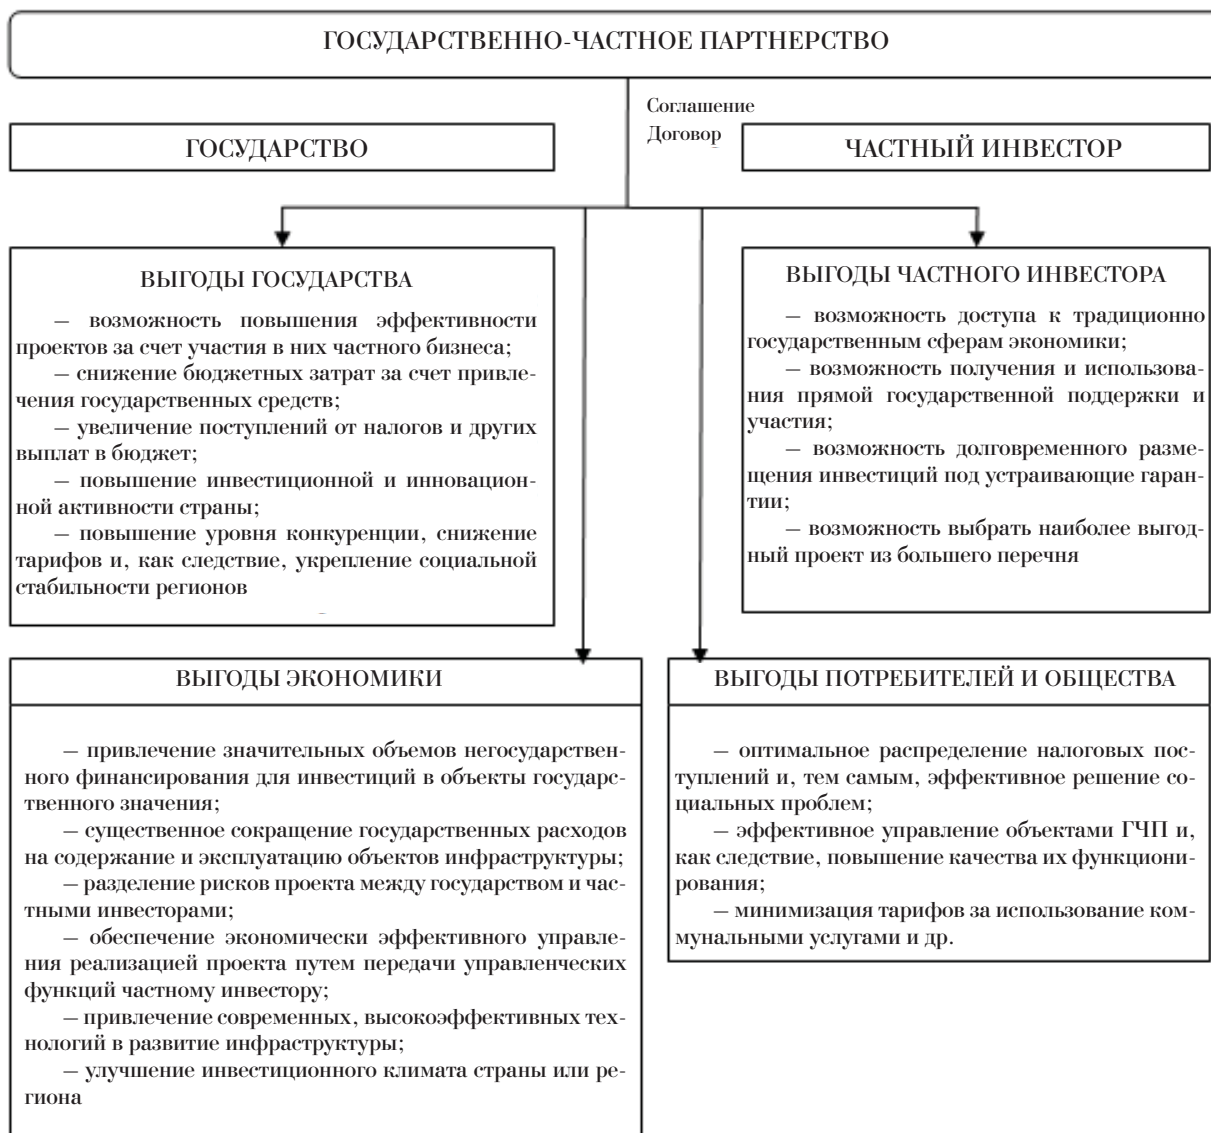 ГОСУДАРСТВЕННО-ЧАСТНОЕ ПАРТНЕРСТВО
Соглашение
Договор
ГОСУДАРСТВО
ЧАСТНЫЙ ИНВЕСТОР
ВЫГОДЫ ГОСУДАРСТВА
— возможность повышения эффективности
проектов за счет участия в них частного бизнеса;
— снижение бюджетных затрат за счет привле-
чения государственных средств;
— увеличение поступлений от налогов и других
выплат в бюджет;
— повышение инвестиционной и инновацион-
ной активности страны;
— повышение уровня конкуренции, снижение
тарифов и, как следствие, укрепление социальной
стабильности регионов
ВЫГОДЫ ЧАСТНОГО ИНВЕСТОРА
— возможность доступа к традиционно
государственным сферам экономики;
— возможность получения и использова-
ния прямой государственной поддержки и
участия;
— возможность долговременного разме-
щения инвестиций под устраивающие гаран-
тии;
— возможность выбрать наиболее выгод-
ный проект из большего перечня
ВЫГОДЫ ЭКОНОМИКИ
— привлечение значительных объемов негосударствен-
ного финансирования для инвестиций в объекты государс-
твенного значения;
— существенное сокращение государственных расходов
на содержание и эксплуатацию объектов инфраструктуры;
— разделение рисков проекта между государством и час-
тными инвесторами;
— обеспечение экономически эффективного управле-
ния реализацией проекта путем передачи управленческих
функций частному инвестору;
— привлечение современных, высокоэффективных тех-
нологий в развитие инфраструктуры;
— улучшение инвестиционного климата страны или ре-
гиона
ВЫГОДЫ ПОТРЕБИТЕЛЕЙ И ОБЩЕСТВА
— оптимальное распределение налоговых пос-
туплений и, тем самым, эффективное решение со-
циальных проблем;
— эффективное управление объектами ГЧП и,
как следствие, повышение качества их функциони-
рования;
— минимизация тарифов за использование ком-
мунальными услугами и др.